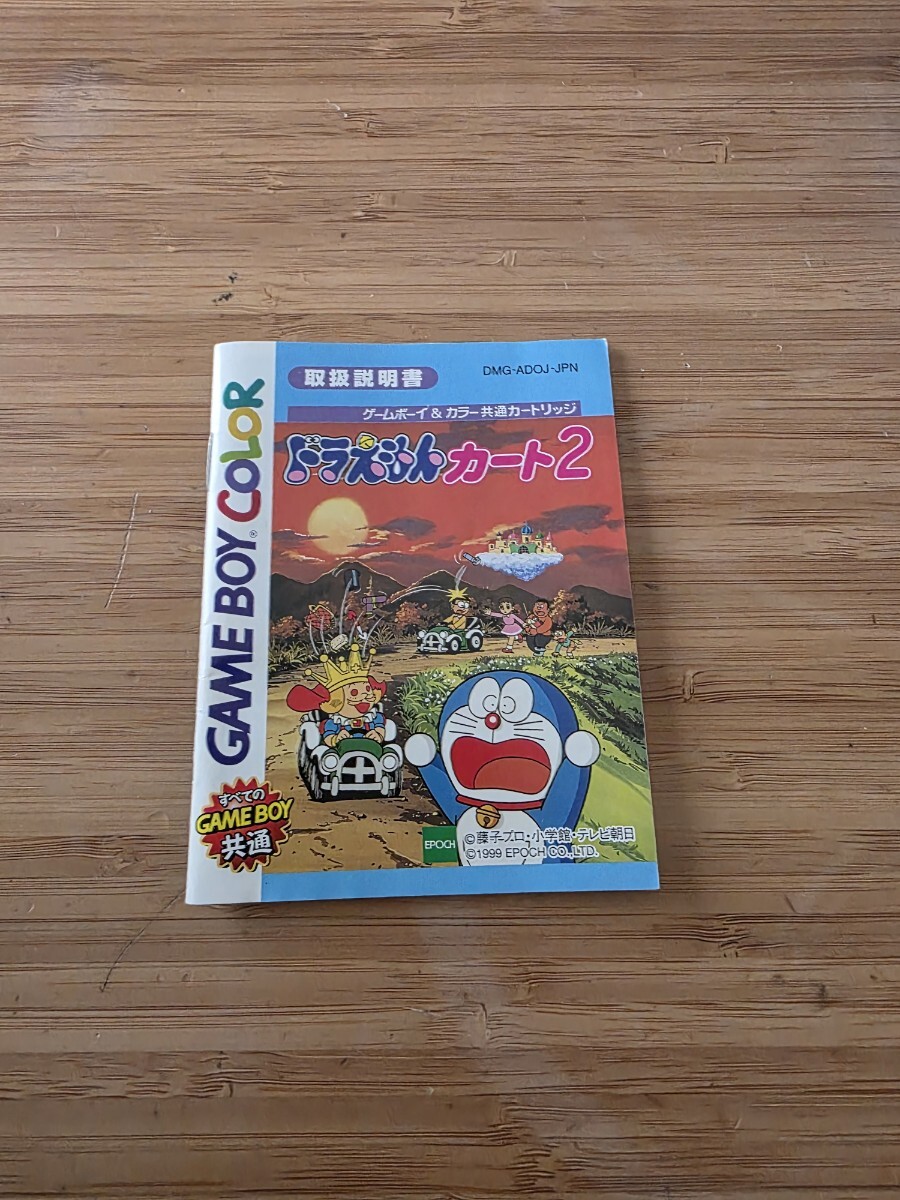 取扱説明書
DMG-ADOJ-JPN
ゲームボーイ&カラー共通カートリッジ
ドラえもんカート2
GAME BOY COLOR
すべての
GAME BOY
共通
EPOCH
©藤子プロ・小学館・テレビ朝日
©1999 EPOCH CO.,LTD.